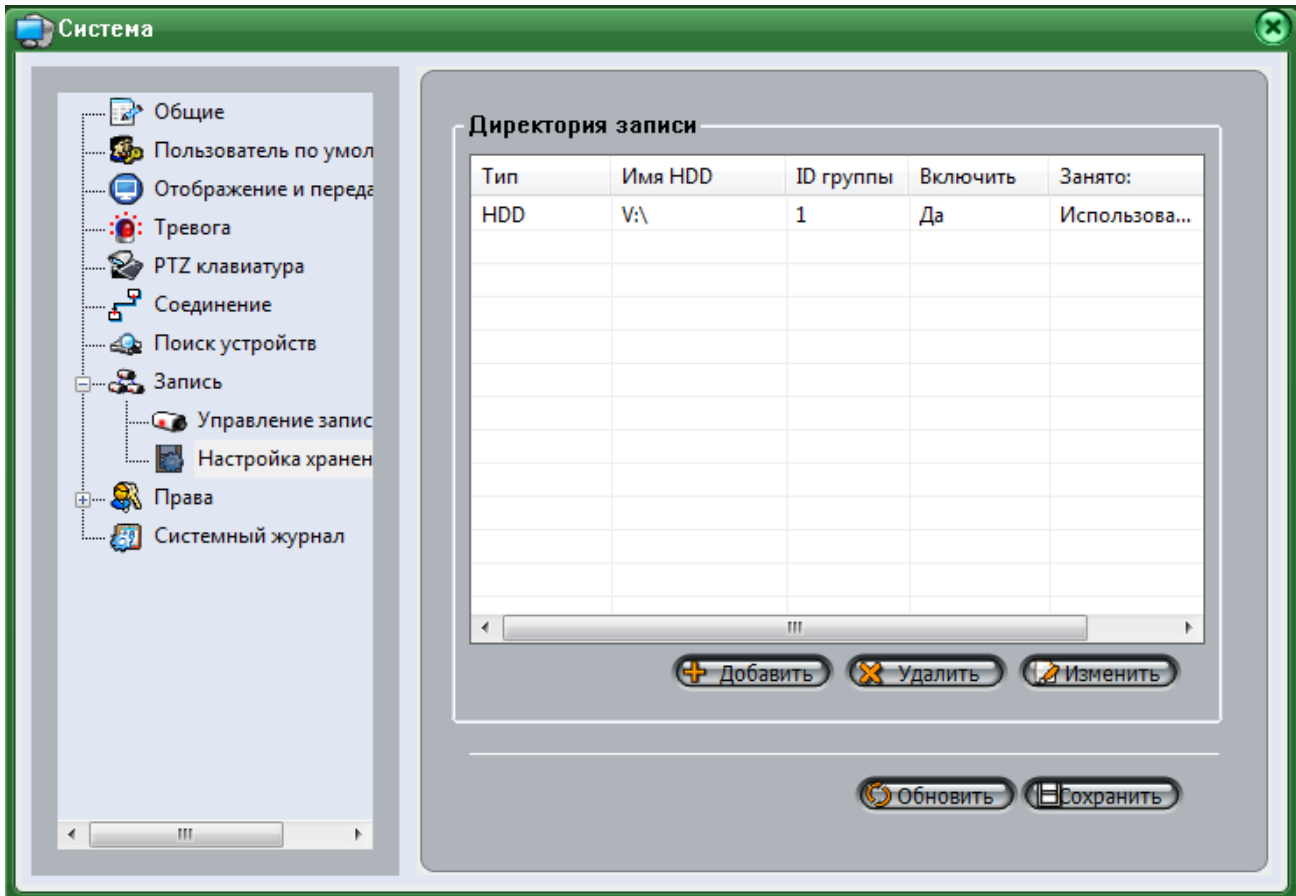 Система
Общие
Пользователь по умол
Отображение и переда
Тревога
PTZ клавиатура
Соединение
Поиск устройств
Запись
Управление запис
Настройка хранен
Права
Системный журнал
Директория записи
Тип Имя HDD ID группы Включить Занято:
HDD V:\ 1 Да Использова...
Добавить Удалить Изменить
Обновить Сохранить